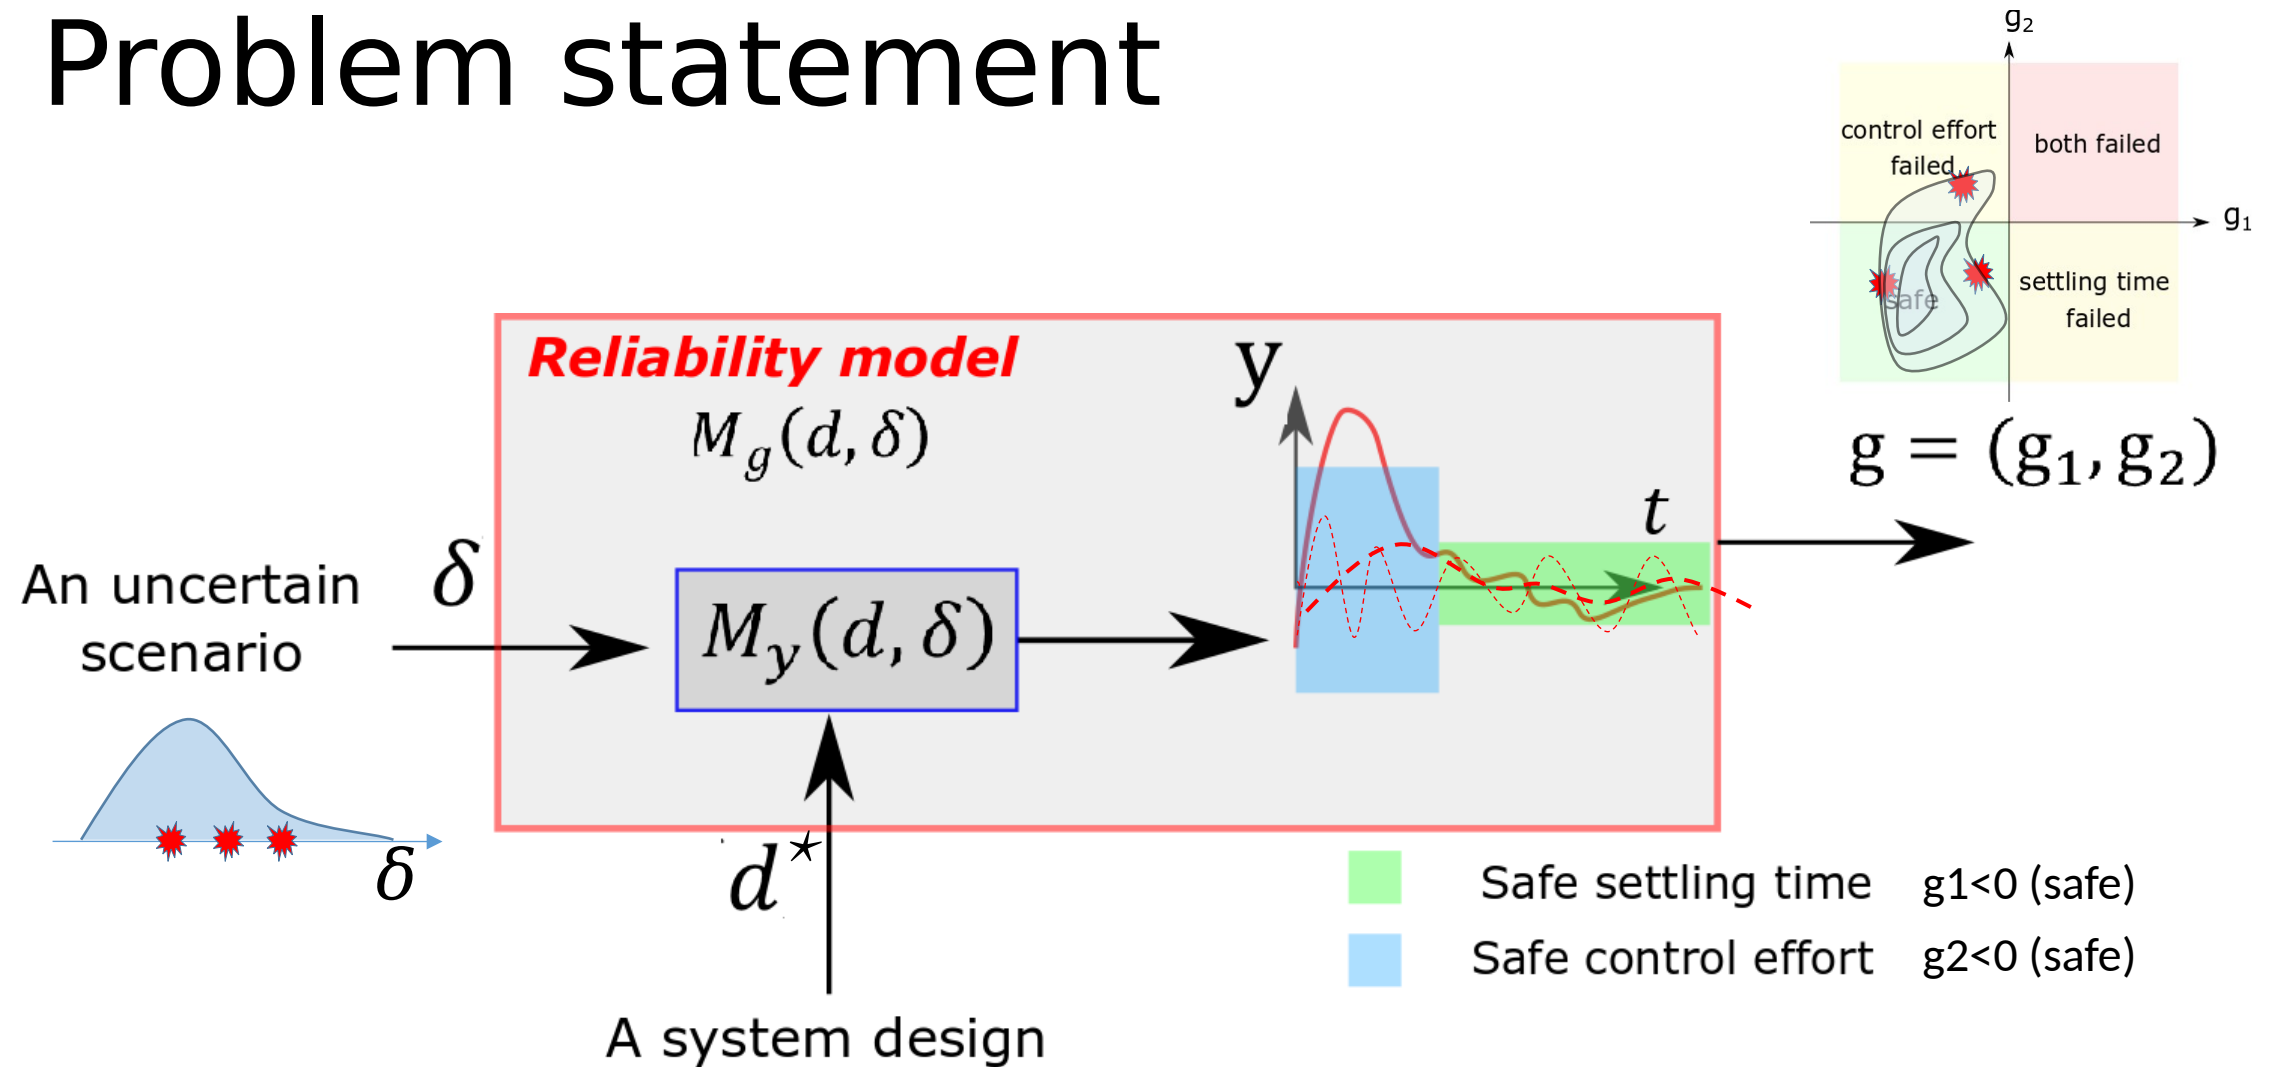 Problem statement
g₂
control effort
failed
both failed
g₁
safe
settling time
failed
g = (g₁, g₂)
Reliability model
M_g(d, δ)
y
t
An uncertain
scenario
δ
M_y(d, δ)
δ
d*
A system design
Safe settling time g1<0 (safe)
Safe control effort g2<0 (safe)